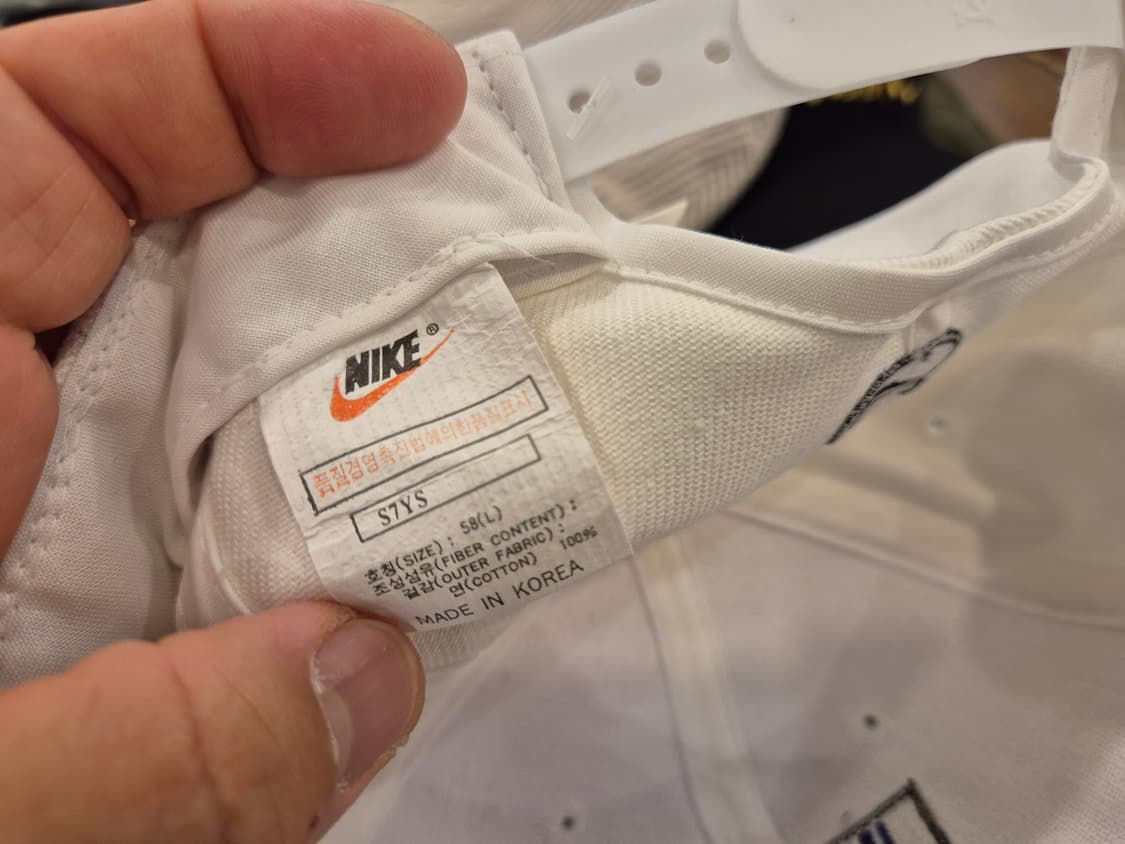 NIKE®
품질경영촉진법에의한품질표시
S7YS
호칭(SIZE) : 58(L)
조성섬유(FIBER CONTENT) :
겉감(OUTER FABRIC) :
면(COTTON) 100%
MADE IN KOREA